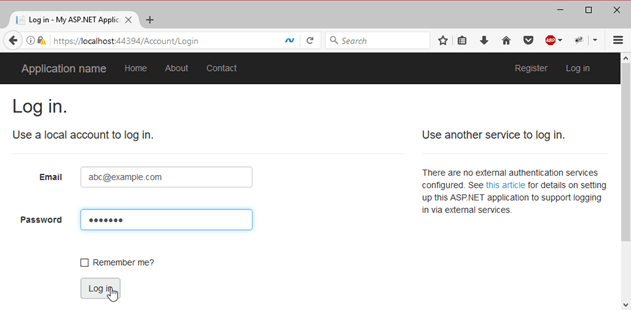 Log in - My ASP.NET Applic
https://localhost:44394/Account/Login
Search
ABP
Application name
Home
About
Contact
Register
Log in
Log in.
Use a local account to log in.
Use another service to log in.
Email
abc@example.com
Password
There are no external authentication services
configured. See this article for details on setting
up this ASP.NET application to support logging
in via external services.
Remember me?
Log in